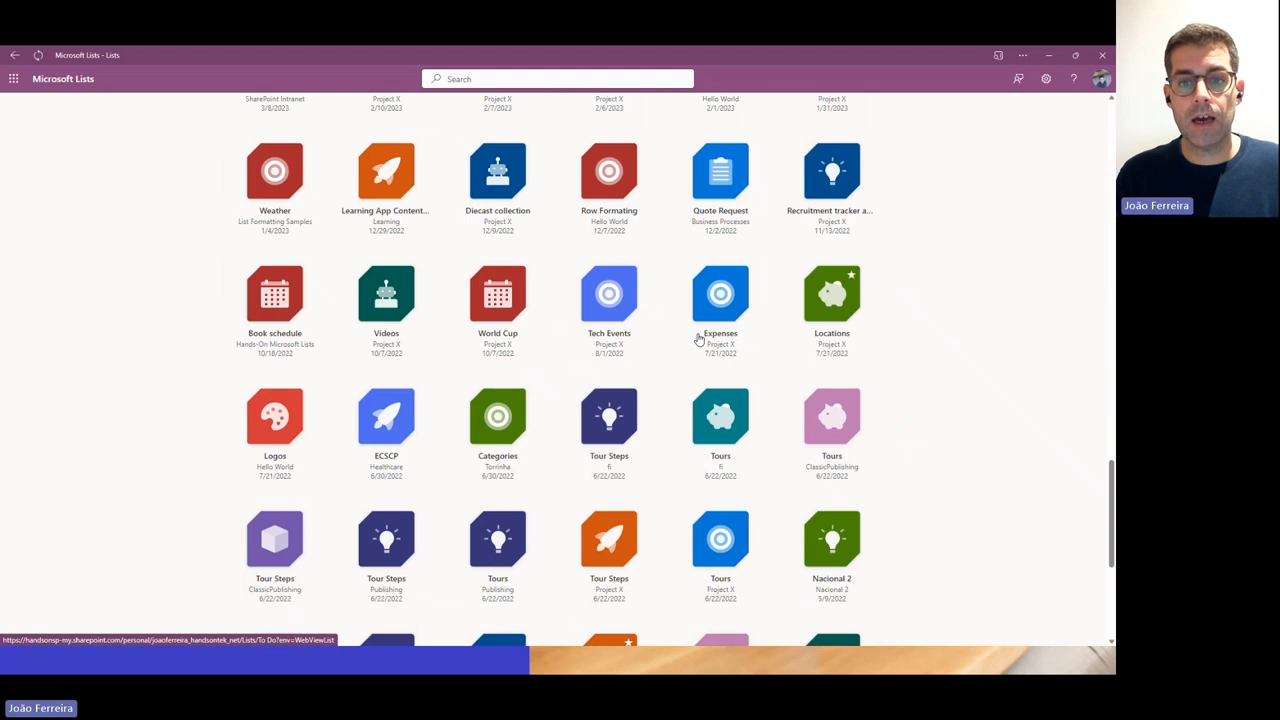 Microsoft Lists - Lists
Microsoft Lists
Search
SharePoint Intranet
3/8/2023
Project X
2/10/2023
Project X
2/7/2023
Project X
2/6/2023
Hello World
2/1/2023
Project X
1/31/2023
Weather
List Formatting Samples
1/4/2023
Learning App Content...
Learning
12/29/2022
Diecast collection
Project X
12/9/2022
Row Formating
Hello World
12/7/2022
Quote Request
Business Processes
12/2/2022
Recruitment tracker a...
Project X
11/13/2022
Book schedule
Hands-On Microsoft Lists
10/18/2022
Videos
Project X
10/7/2022
World Cup
Project X
10/7/2022
Tech Events
Project X
8/1/2022
Expenses
Project X
7/21/2022
Locations
Project X
7/21/2022
Logos
Hello World
7/21/2022
ECSCP
Healthcare
6/30/2022
Categories
Torrinha
6/30/2022
Tour Steps
fi
6/22/2022
Tours
fi
6/22/2022
Tours
ClassicPublishing
6/22/2022
Tour Steps
ClassicPublishing
6/22/2022
Tour Steps
Publishing
6/22/2022
Tours
Publishing
6/22/2022
Tour Steps
Project X
6/22/2022
Tours
Project X
6/22/2022
Nacional 2
Nacional 2
5/9/2022
https://handsonsp-my.sharepoint.com/personal/joaoferreira_handsontek_net/Lists/To Do?env=WebViewList
João Ferreira
João Ferreira